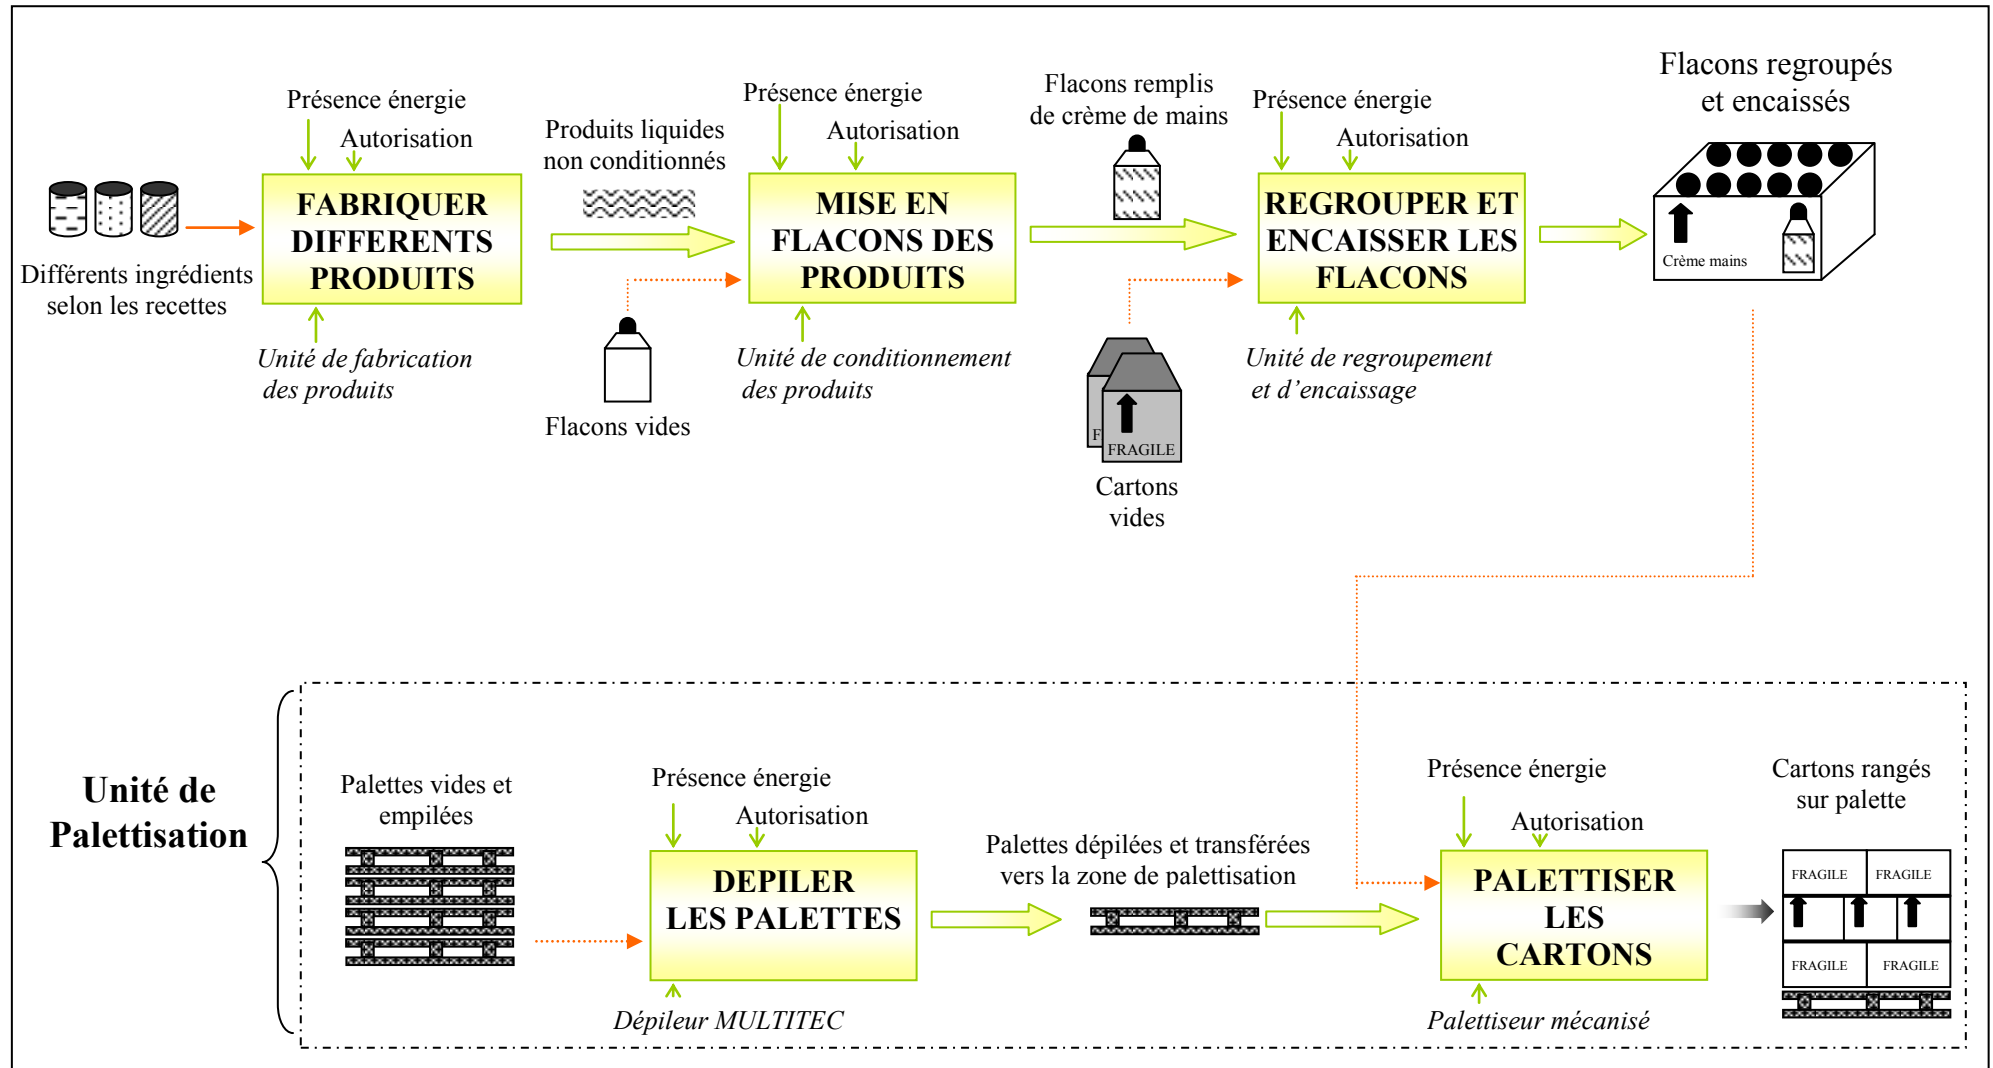 Présence énergie
Autorisation
Différents ingrédients
selon les recettes
FABRIQUER
DIFFERENTS
PRODUITS
Unité de fabrication
des produits
Produits liquides
non conditionnés
Flacons vides
Présence énergie
Autorisation
MISE EN
FLACONS DES
PRODUITS
Unité de conditionnement
des produits
Flacons remplis
de crème de mains
F
FRAGILE
Cartons
vides
Présence énergie
Autorisation
REGROUPER ET
ENCAISSER LES
FLACONS
Unité de regroupement
et d’encaissage
Flacons regroupés
et encaissés
Crème mains
Unité de
Palettisation
Palettes vides et
empilées
Présence énergie
Autorisation
DEPILER
LES PALETTES
Dépileur MULTITEC
Palettes dépilées et transférées
vers la zone de palettisation
Présence énergie
Autorisation
PALETTISER
LES
CARTONS
Palettiseur mécanisé
Cartons rangés
sur palette
FRAGILE FRAGILE
FRAGILE FRAGILE